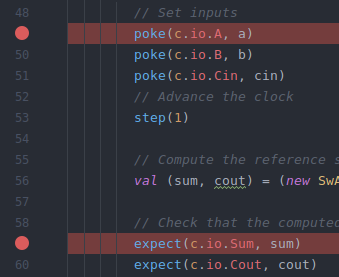 48 // Set inputs
poke(c.io.A, a)
50 poke(c.io.B, b)
51 poke(c.io.Cin, cin)
52 // Advance the clock
53 step(1)
54
55 // Compute the reference s
56 val (sum, cout) = (new SwA
57
58 // Check that the computed
expect(c.io.Sum, sum)
60 expect(c.io.Cout, cout)